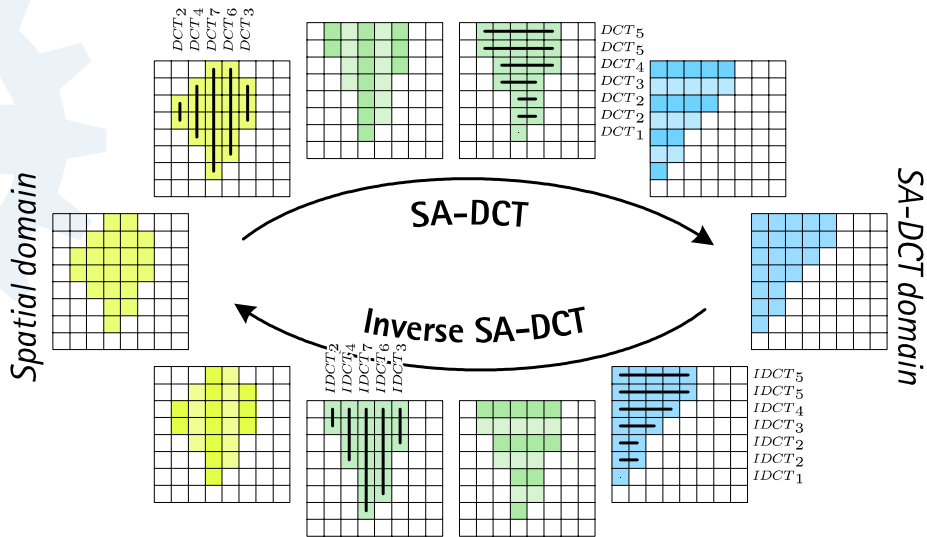 DCT2
DCT4
DCT7
DCT6
DCT3
DCT5
DCT5
DCT4
DCT3
DCT2
DCT2
DCT1
Spatial domain
SA-DCT
SA-DCT domain
Inverse SA-DCT
IDCT2
IDCT4
IDCT7
IDCT6
IDCT3
IDCT5
IDCT5
IDCT4
IDCT3
IDCT2
IDCT2
IDCT1